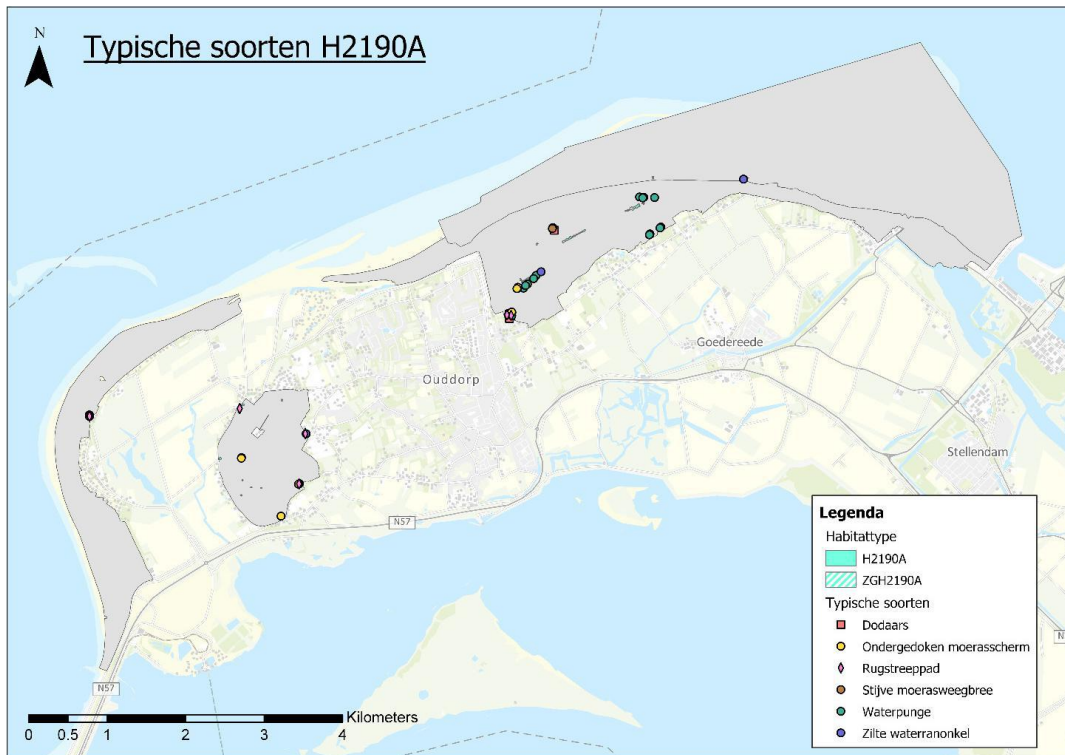 N
Typische soorten H2190A
Goedereede
Ouddorp
Stellendam
N57
N57
Legenda
Habitattype
H2190A
ZGH2190A
Typische soorten
Dodaars
Ondergedoken moerasscherm
Rugstreeppad
Stijve moerasweegbree
Waterpunge
Zilte waterranonkel
Kilometers
0 0.5 1 2 3 4